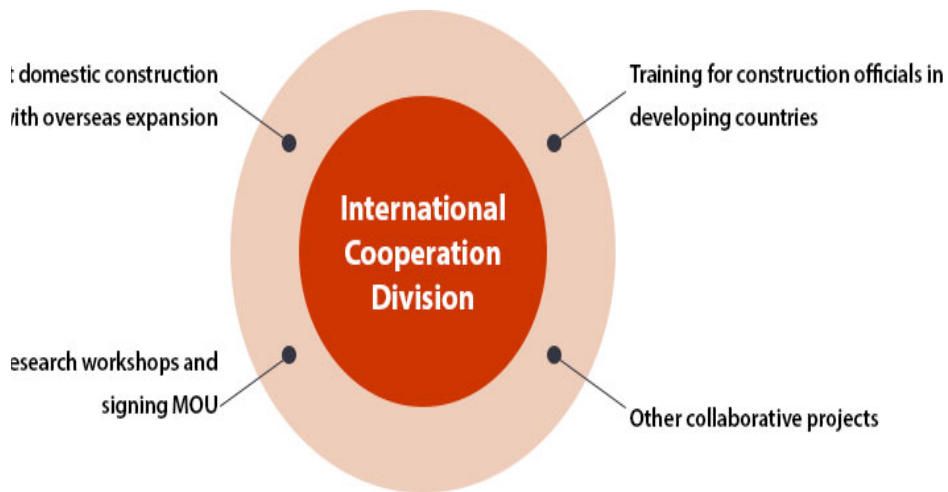 domestic construction
overseas expansion
Training for construction officials in
developing countries
International
Cooperation
Division
workshops and
signing MOU
Other collaborative projects